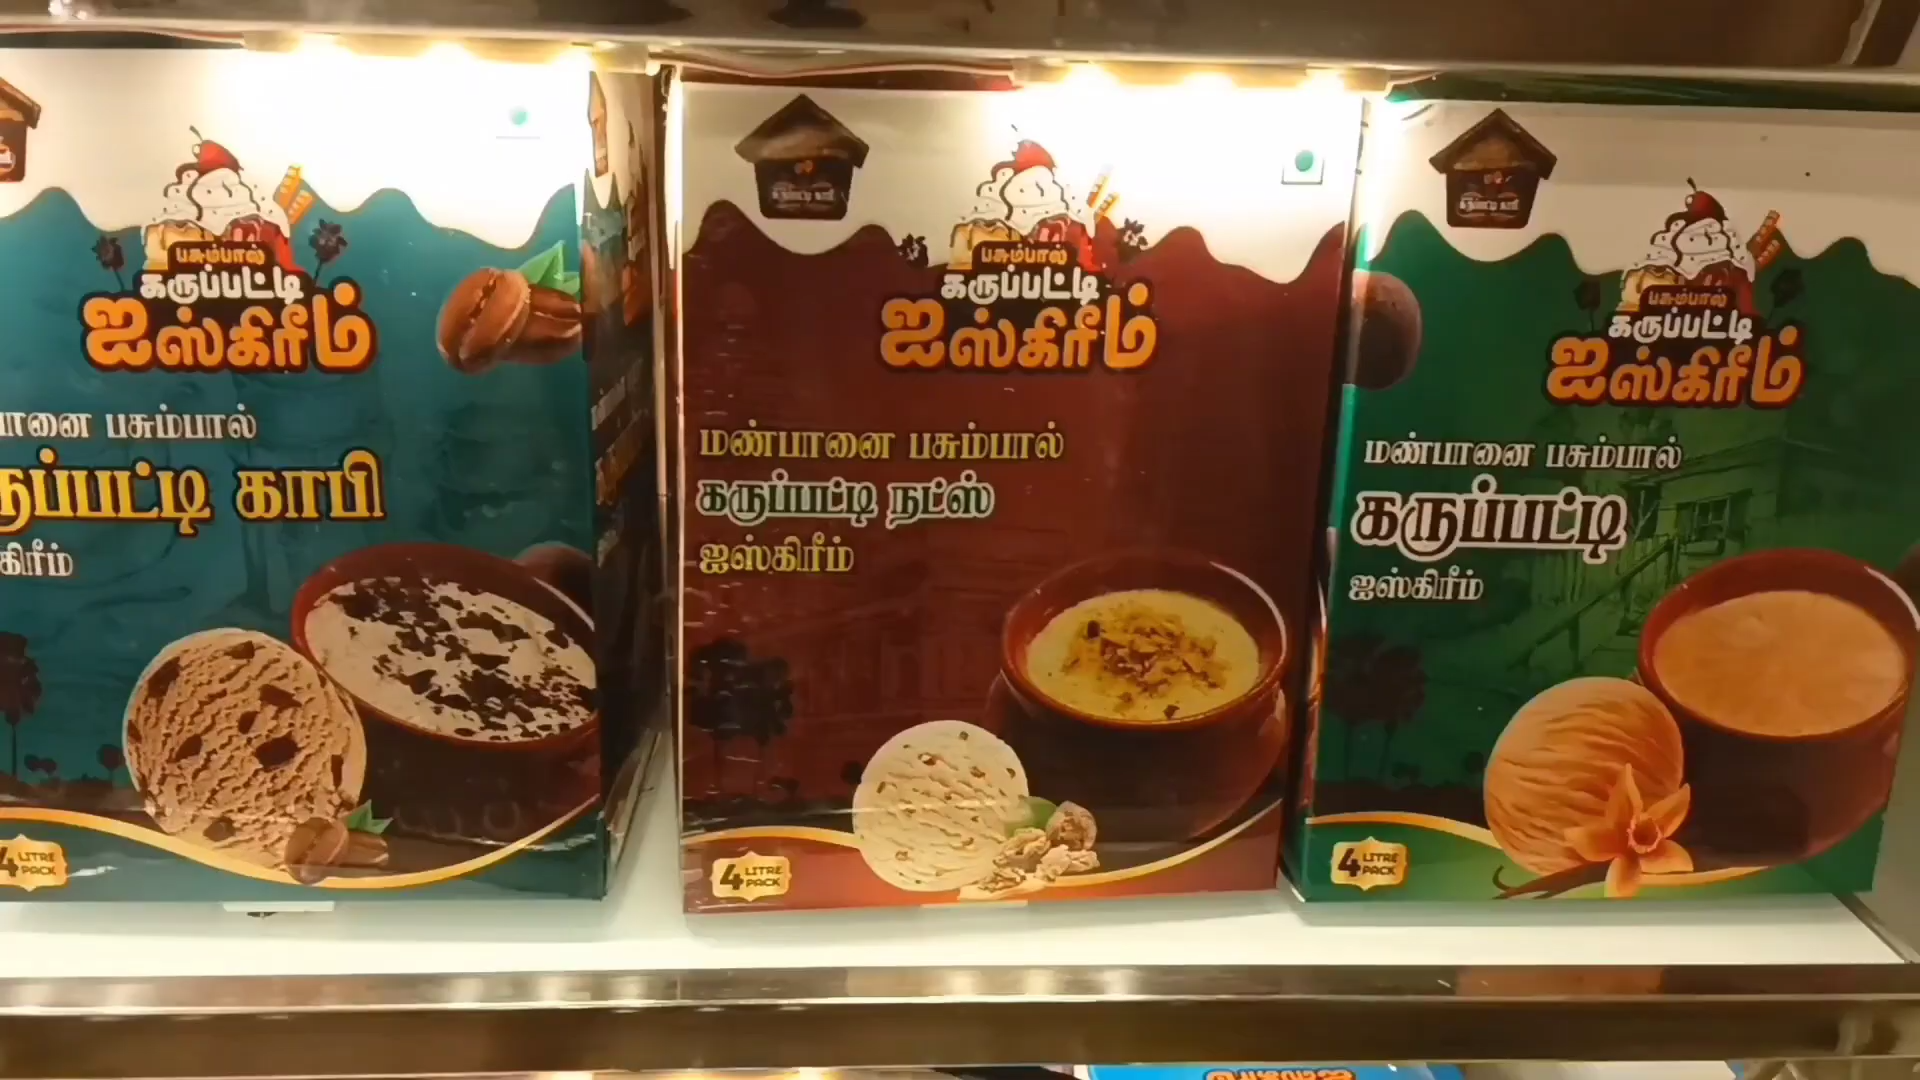 பசும்பால்
கருப்பட்டி
ஐஸ்கிரீம்
பசும்பால்
காபி
4 LITRE PACK
கருப்பட்டி காபி
பசும்பால்
கருப்பட்டி
ஐஸ்கிரீம்
மண்பானை பசும்பால்
கருப்பட்டி நட்ஸ்
ஐஸ்கிரீம்
4 LITRE PACK
பசும்பால்
கருப்பட்டி
ஐஸ்கிரீம்
மண்பானை பசும்பால்
கருப்பட்டி
ஐஸ்கிரீம்
4 LITRE PACK